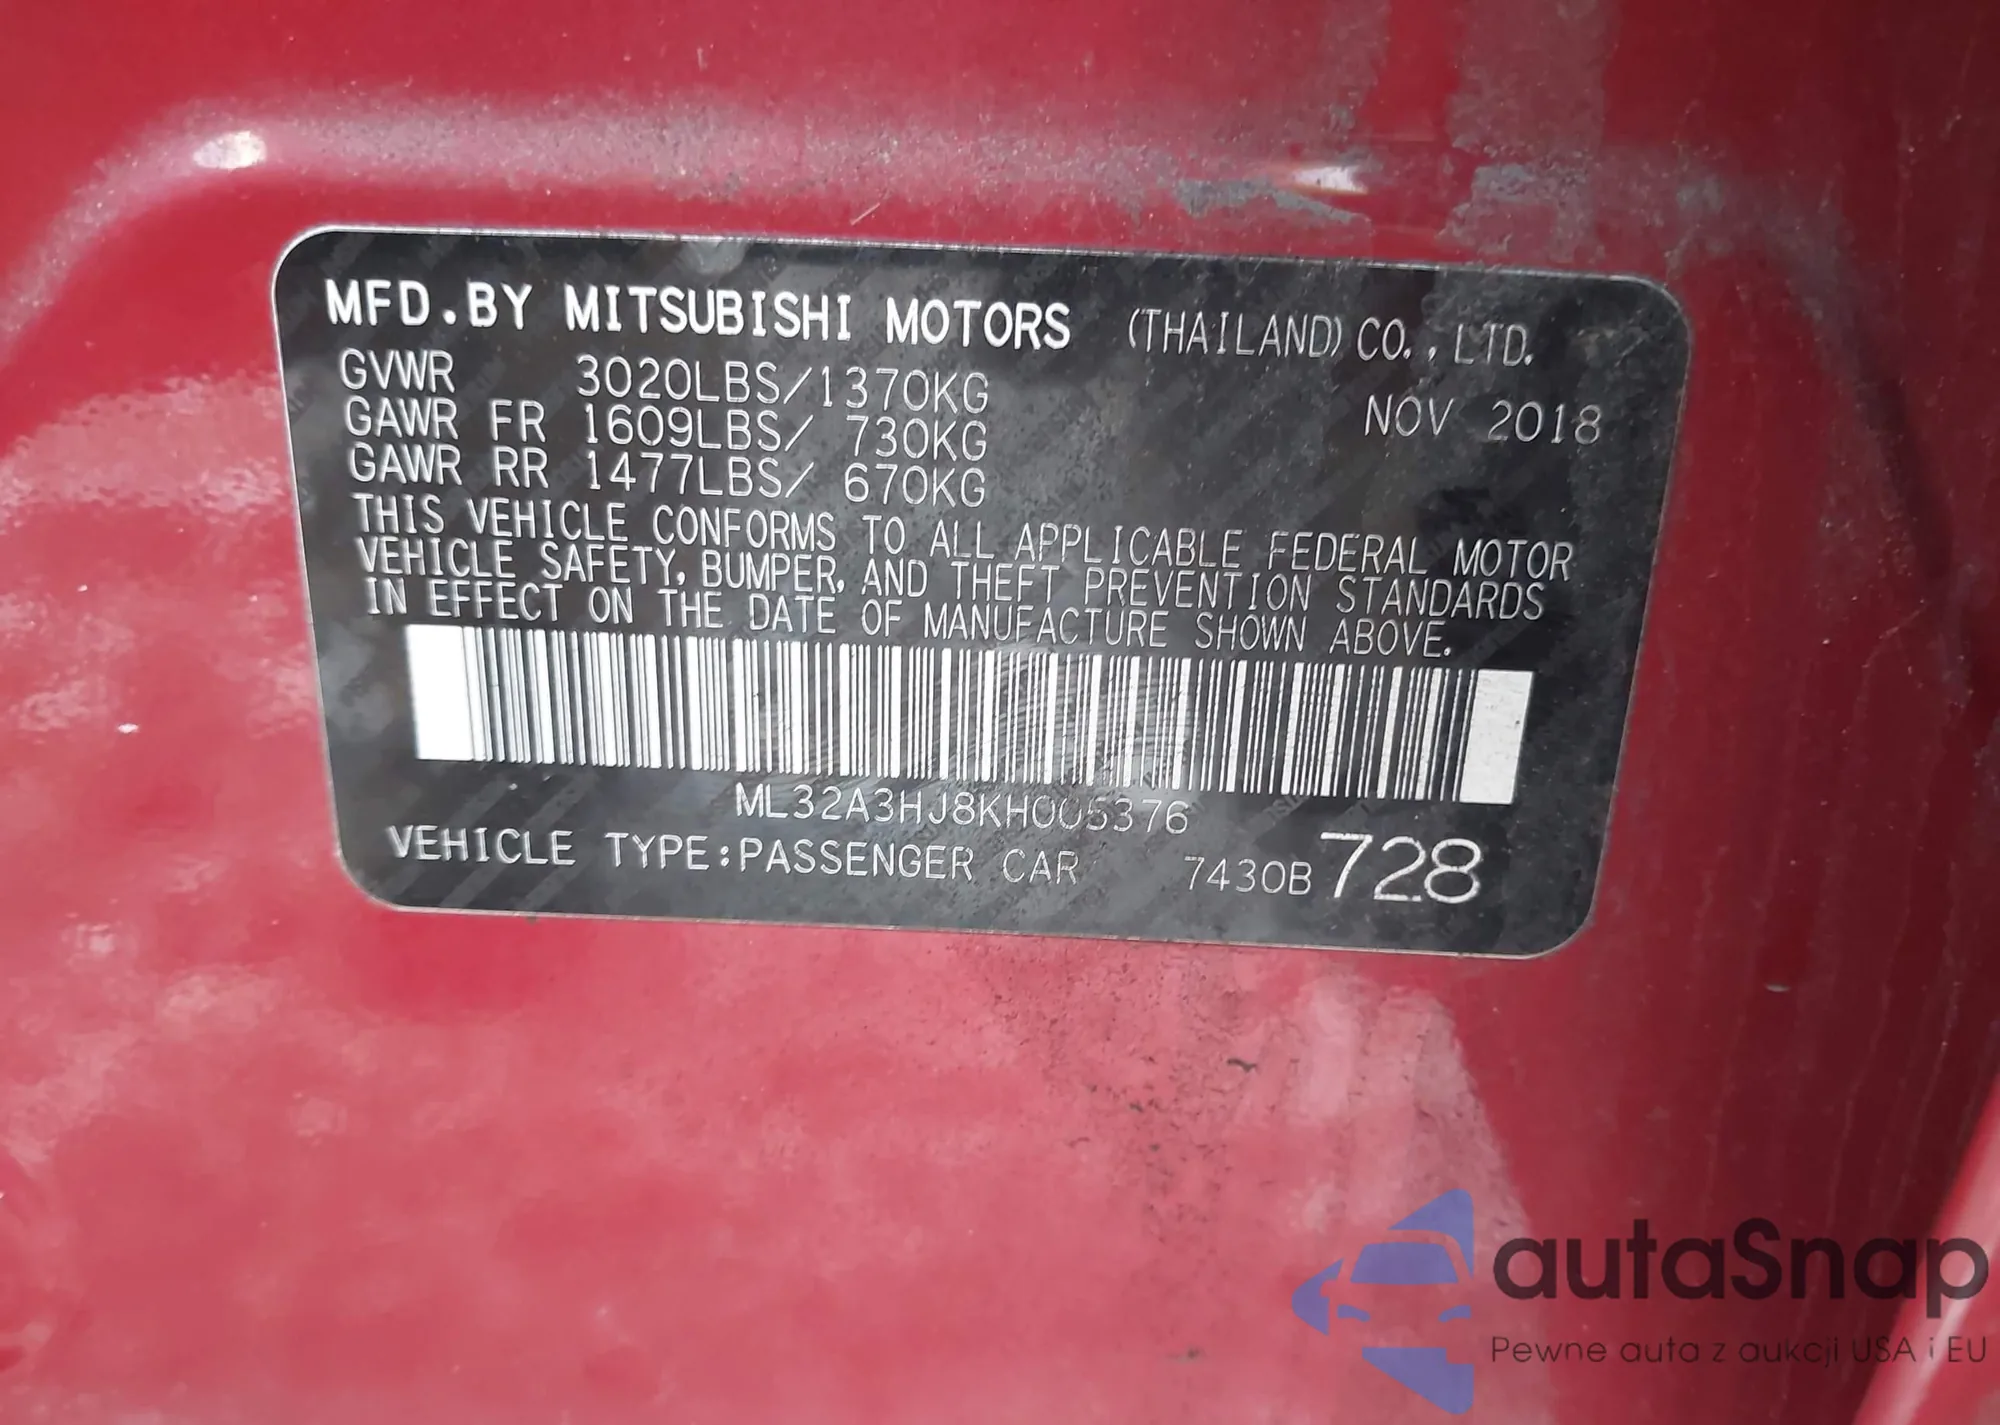 MFD.BY MITSUBISHI MOTORS (THAILAND) CO., LTD.
GVWR 3020LBS/1370KG
NOV 2018
GAWR FR 1609LBS/ 730KG
GAWR RR 1477LBS/ 670KG
THIS VEHICLE CONFORMS TO ALL APPLICABLE FEDERAL MOTOR
VEHICLE SAFETY, BUMPER, AND THEFT PREVENTION STANDARDS
IN EFFECT ON THE DATE OF MANUFACTURE SHOWN ABOVE.
ML32A3HJ8KH005376
VEHICLE TYPE:PASSENGER CAR 7430B 728
autaSnap
Pewne auta z aukcji USA i EU